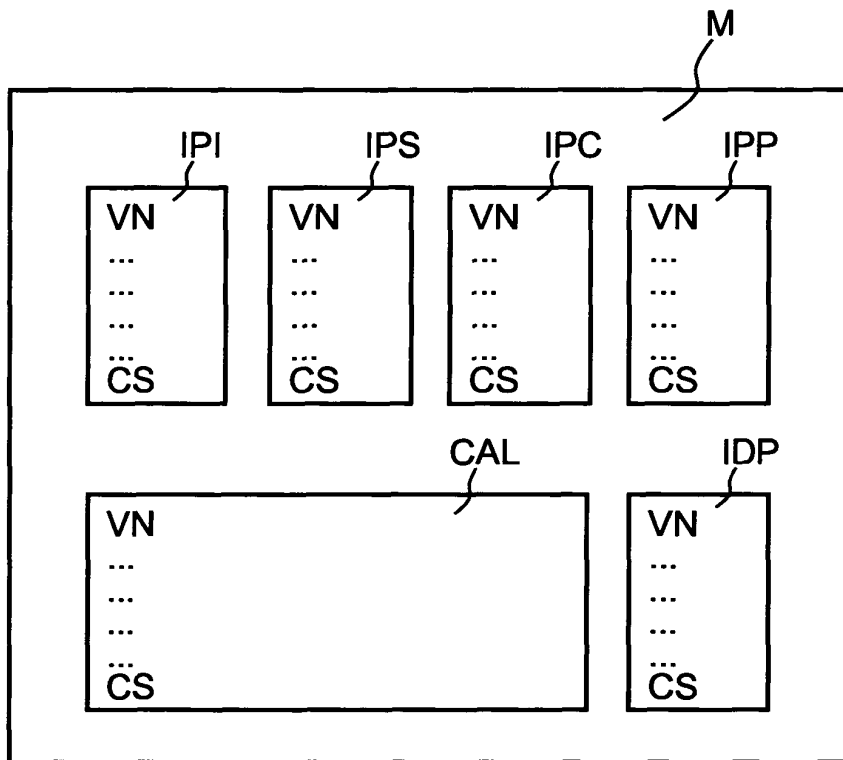 M
IPI IPS IPC IPP
VN VN VN VN
... ... ... ...
... ... ... ...
... ... ... ...
... ... ... ...
CS CS CS CS
CAL IDP
VN VN
... ...
... ...
... ...
... ...
CS CS